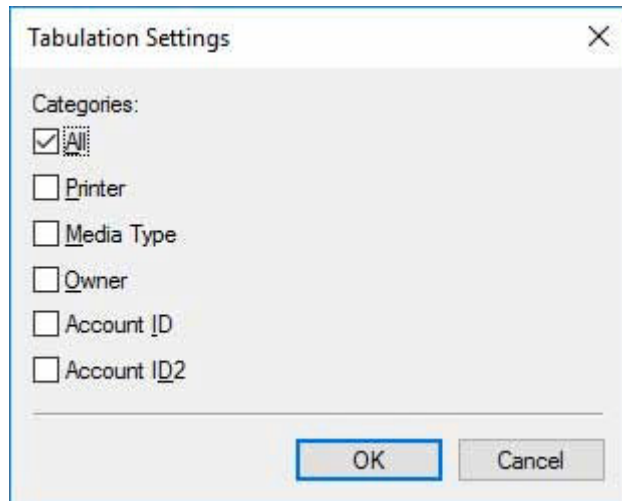 Tabulation Settings
Categories:
All
Printer
Media Type
Owner
Account ID
Account ID2
OK Cancel